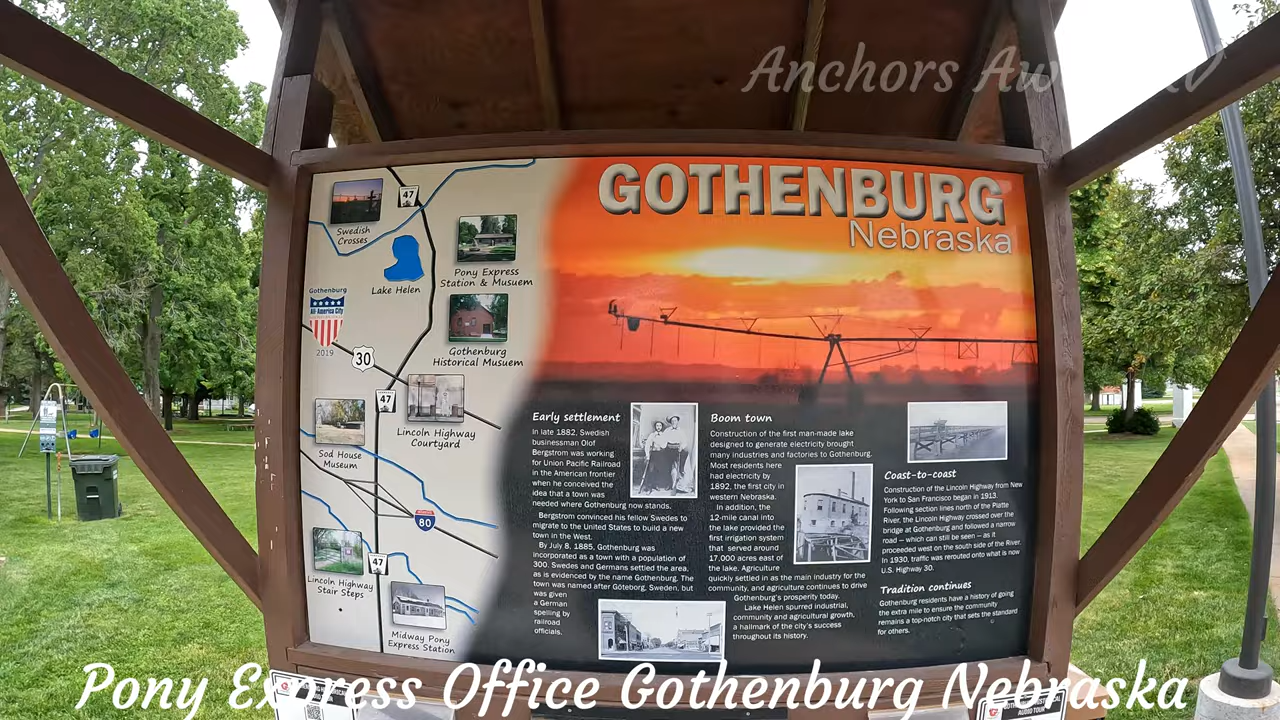 Anchors Aw
GOTHENBURG
Nebraska
47
Swedish
Crosses
Lake Helen
Pony Express
Station & Musuem
Gothenburg
All-America City
2019
30
Gothenburg
Historical Musuem
47
Lincoln Highway
Courtyard
Sod House
Museum
80
47
Lincoln Highway
Stair Steps
Midway Pony
Express Station
Early settlement
In late 1882, Swedish
businessman Olof
Bergstrom was working
for Union Pacific Railroad
in the American frontier
when he conceived the
idea that a town was
needed where Gothenburg now stands.
Bergstrom convinced his fellow Swedes to
migrate to the United States to build a new
town in the West.
By July 8, 1885, Gothenburg was
incorporated as a town with a population of
300. Swedes and Germans settled the area,
as is evidenced by the name Gothenburg. The
town was named after Göteborg, Sweden, but
was given
a German
spelling by
railroad
officials.
Boom town
Construction of the first man-made lake
designed to generate electricity brought
many industries and factories to Gothenburg.
Most residents here
had electricity by
1892, the first city in
western Nebraska.
In addition, the
12-mile canal into
the lake provided the
first irrigation system
that served around
17,000 acres east of
the lake. Agriculture
quickly settled in as the main industry for the
community, and agriculture continues to drive
Gothenburg's prosperity today.
Lake Helen spurred industrial,
community and agricultural growth,
a hallmark of the city's success
throughout its history.
Coast-to-coast
Construction of the Lincoln Highway from New
York to San Francisco began in 1913.
Following section lines north of the Platte
River, the Lincoln Highway crossed over the
bridge at Gothenburg and followed a narrow
road — which can still be seen — as it
proceeded west on the south side of the River.
In 1930, traffic was rerouted onto what is now
U.S. Highway 30.
Tradition continues
Gothenburg residents have a history of going
the extra mile to ensure the community
remains a top-notch city that sets the standard
for others.
Pony Express Office Gothenburg Nebraska
AUDIO TOUR